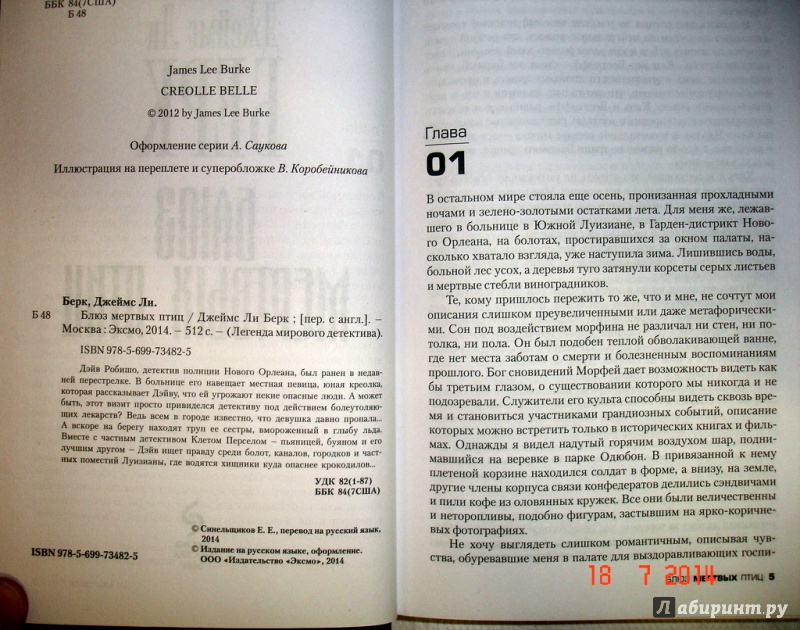 ББК 84(7США)
Б 48
James Lee Burke
CREOLLE BELLE
© 2012 by James Lee Burke
Оформление серии А. Саукова
Иллюстрация на переплете и суперобложке В. Коробейникова
Берк, Джеймс Ли.
Б 48 Блюз мертвых птиц / Джеймс Ли Берк ; [пер. с англ.]. –
Москва : Эксмо, 2014. – 512 с. – (Легенда мирового детектива).
ISBN 978-5-699-73482-5
Дэйв Робишо, детектив полиции Нового Орлеана, был ранен в недав-
ней перестрелке. В больнице его навещает местная певица, юная креолка,
которая рассказывает Дэйву, что ей угрожают некие опасные люди. А может
быть, этот визит просто привиделся детективу под действием болеутоляю-
щих лекарств? Ведь всем в городе известно, что девушка давно пропала...
А вскоре на берегу находят труп ее сестры, вмороженный в глыбу льда.
Вместе с частным детективом Клетом Перселом – пьяницей, буяном и его
лучшим другом – Дэйв ищет правду среди болот, каналов, городков и част-
ных поместий Луизианы, где водятся хищники куда опаснее крокодилов...
УДК 82(1-87)
ББК 84(7США)
© Синельщиков Е. Е., перевод на русский язык,
2014
© Издание на русском языке, оформление.
ООО «Издательство «Эксмо», 2014
ISBN 978-5-699-73482-5
Глава
01
В остальном мире стояла еще осень, пронизанная прохладными
ночами и зелено-золотыми остатками лета. Для меня же, лежав-
шего в больнице в Южной Луизиане, в Гарден-дистрикт Ново-
го Орлеана, на болотах, простиравшихся за окном палаты, на-
сколько хватало взгляда, уже наступила зима. Лишившись воды,
больной лес усох, а деревья туго затянули корсеты серых листьев
и мертвые стебли виноградников.
Те, кому пришлось пережить то же, что и мне, не сочтут мои
описания слишком преувеличенными или даже метафорически-
ми. Сон под воздействием морфина не различал ни стен, ни по-
толка, ни пола. Он был подобен теплой обволакивающей ванне,
где нет места заботам о смерти и болезненным воспоминаниям
прошлого. Бог сновидений Морфей дает возможность видеть как
бы третьим глазом, о существовании которого мы никогда и не
подозревали. Служители его культа способны видеть сквозь вре-
мя и становиться участниками грандиозных событий, описание
которых можно встретить только в исторических книгах и филь-
мах. Однажды я видел надутый горячим воздухом шар, подни-
мавшийся на веревке в парке Одюбон. В привязанной к нему
плетеной корзине находился солдат в форме, а внизу, на земле,
другие члены корпуса связи конфедератов делились сэндвичами
и пили кофе из оловянных кружек. Все они были величественны
и неторопливы, подобно фигурам, застывшим на ярко-коричне-
вых фотографиях.
Не хочу выглядеть слишком романтичным, описывая чув-
ства, обуревавшие меня в палате для выздоравливающих госпи-
БЛЮЗ МЕРТВЫХ ПТИЦ 5
18 7 2014
Лабиринт.ру